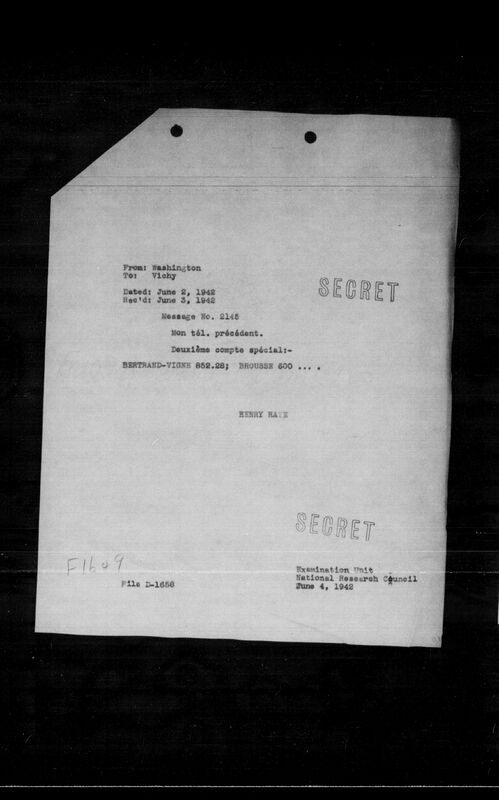 From: Washington
To: Vichy
SECRET
Dated: June 2, 1942
Rec'd: June 3, 1942
Message No. 2145
Mon tél. précédent.
Deuxième compte spécial:-
BERTRAND-VIGNE 852.28; BROUSSE 600 ... .
HENRY HAYE
SECRET
F1609
Examination Unit
National Research Council
File D-1658
June 4, 1942